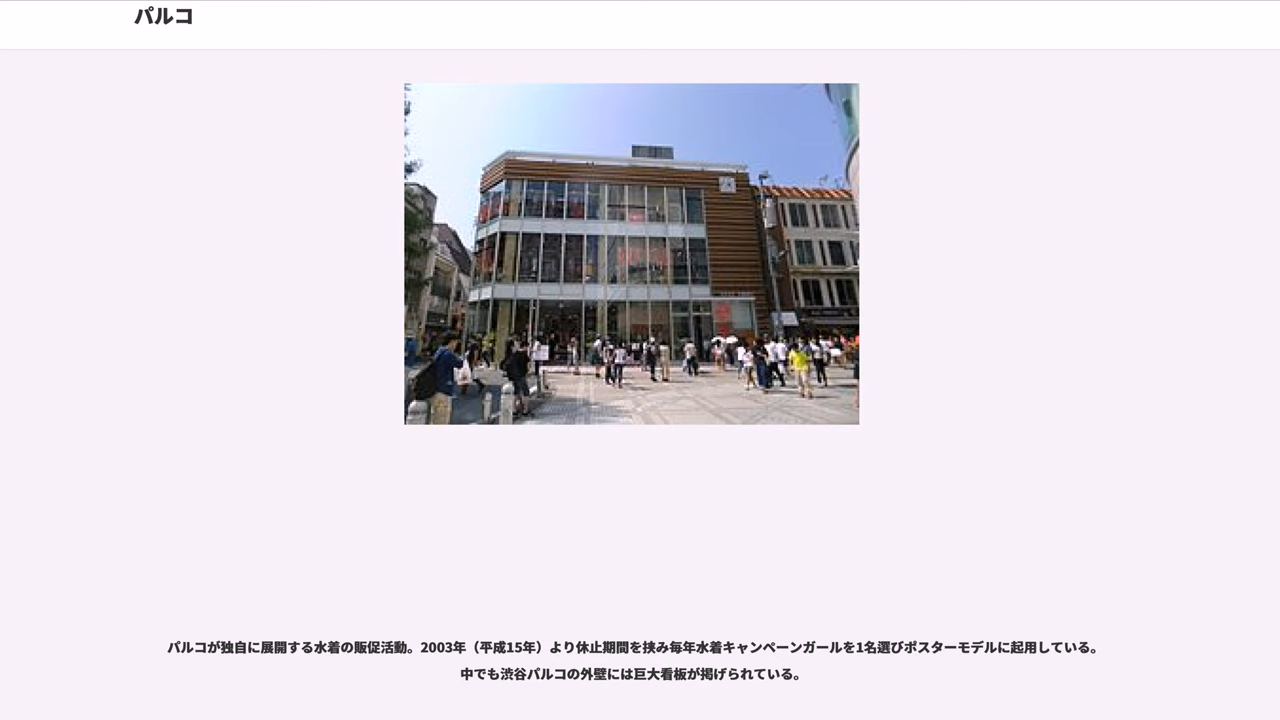 パルコ
パルコが独自に展開する水着の販促活動。2003年（平成15年）より休止期間を挟み毎年水着キャンペーンガールを1名選びポスターモデルに起用している。
中でも渋谷パルコの外壁には巨大看板が掲げられている。